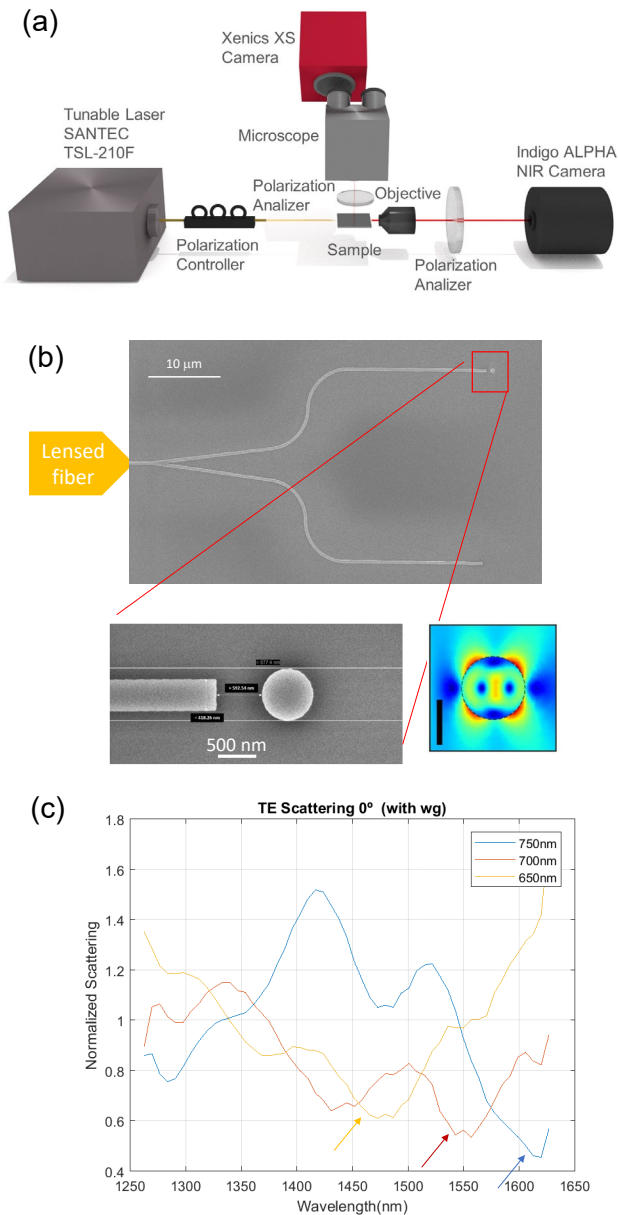 (a)
Xenics XS
Camera
Tunable Laser
SANTEC
TSL-210F
Microscope
Indigo ALPHA
NIR Camera
Polarization
Analizer
Objective
Polarization
Controller
Sample
Polarization
Analizer
(b)
10 µm
Lensed
fiber
500 nm
(c)
TE Scattering 0º (with wg)
1.8
1.6
1.4
1.2
1
0.8
0.6
0.4
Normalized Scattering
750nm
700nm
650nm
1250
1300
1350
1400
1450
1500
1550
1600
1650
Wavelength(nm)